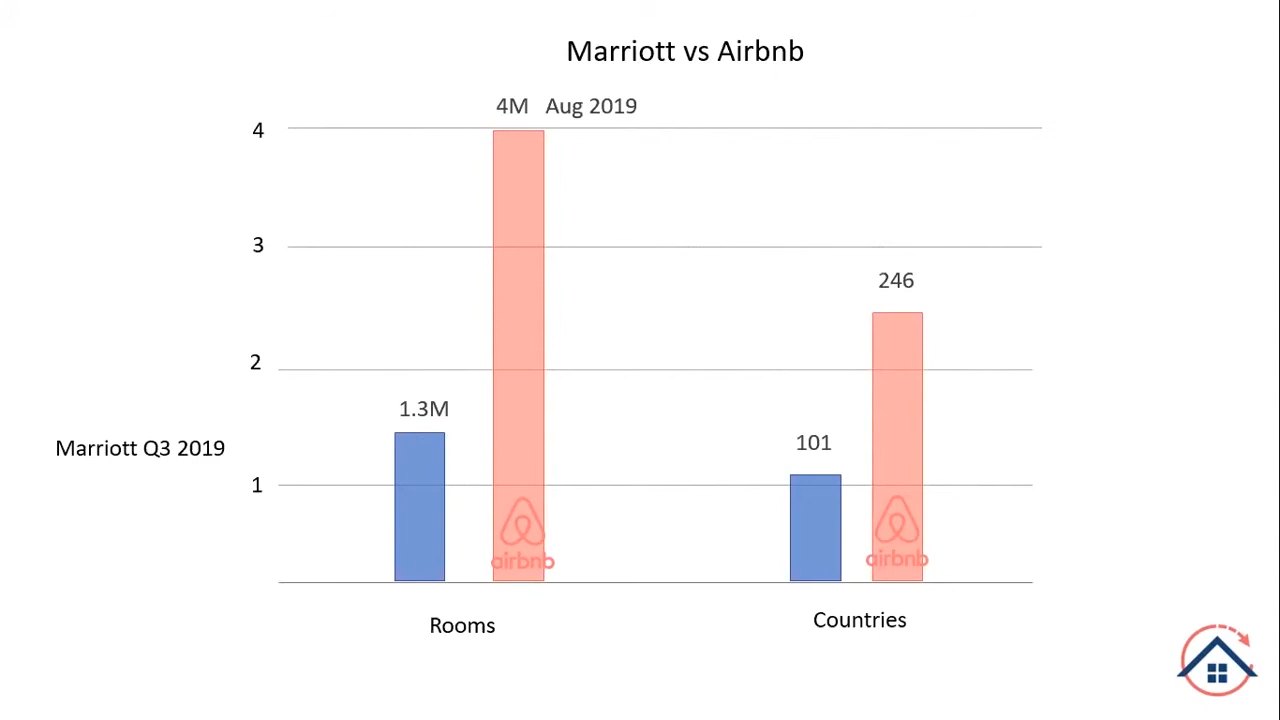 Marriott vs Airbnb
4M Aug 2019
4
3
246
2
1.3M
101
Marriott Q3 2019
1
airbnb
airbnb
Rooms
Countries